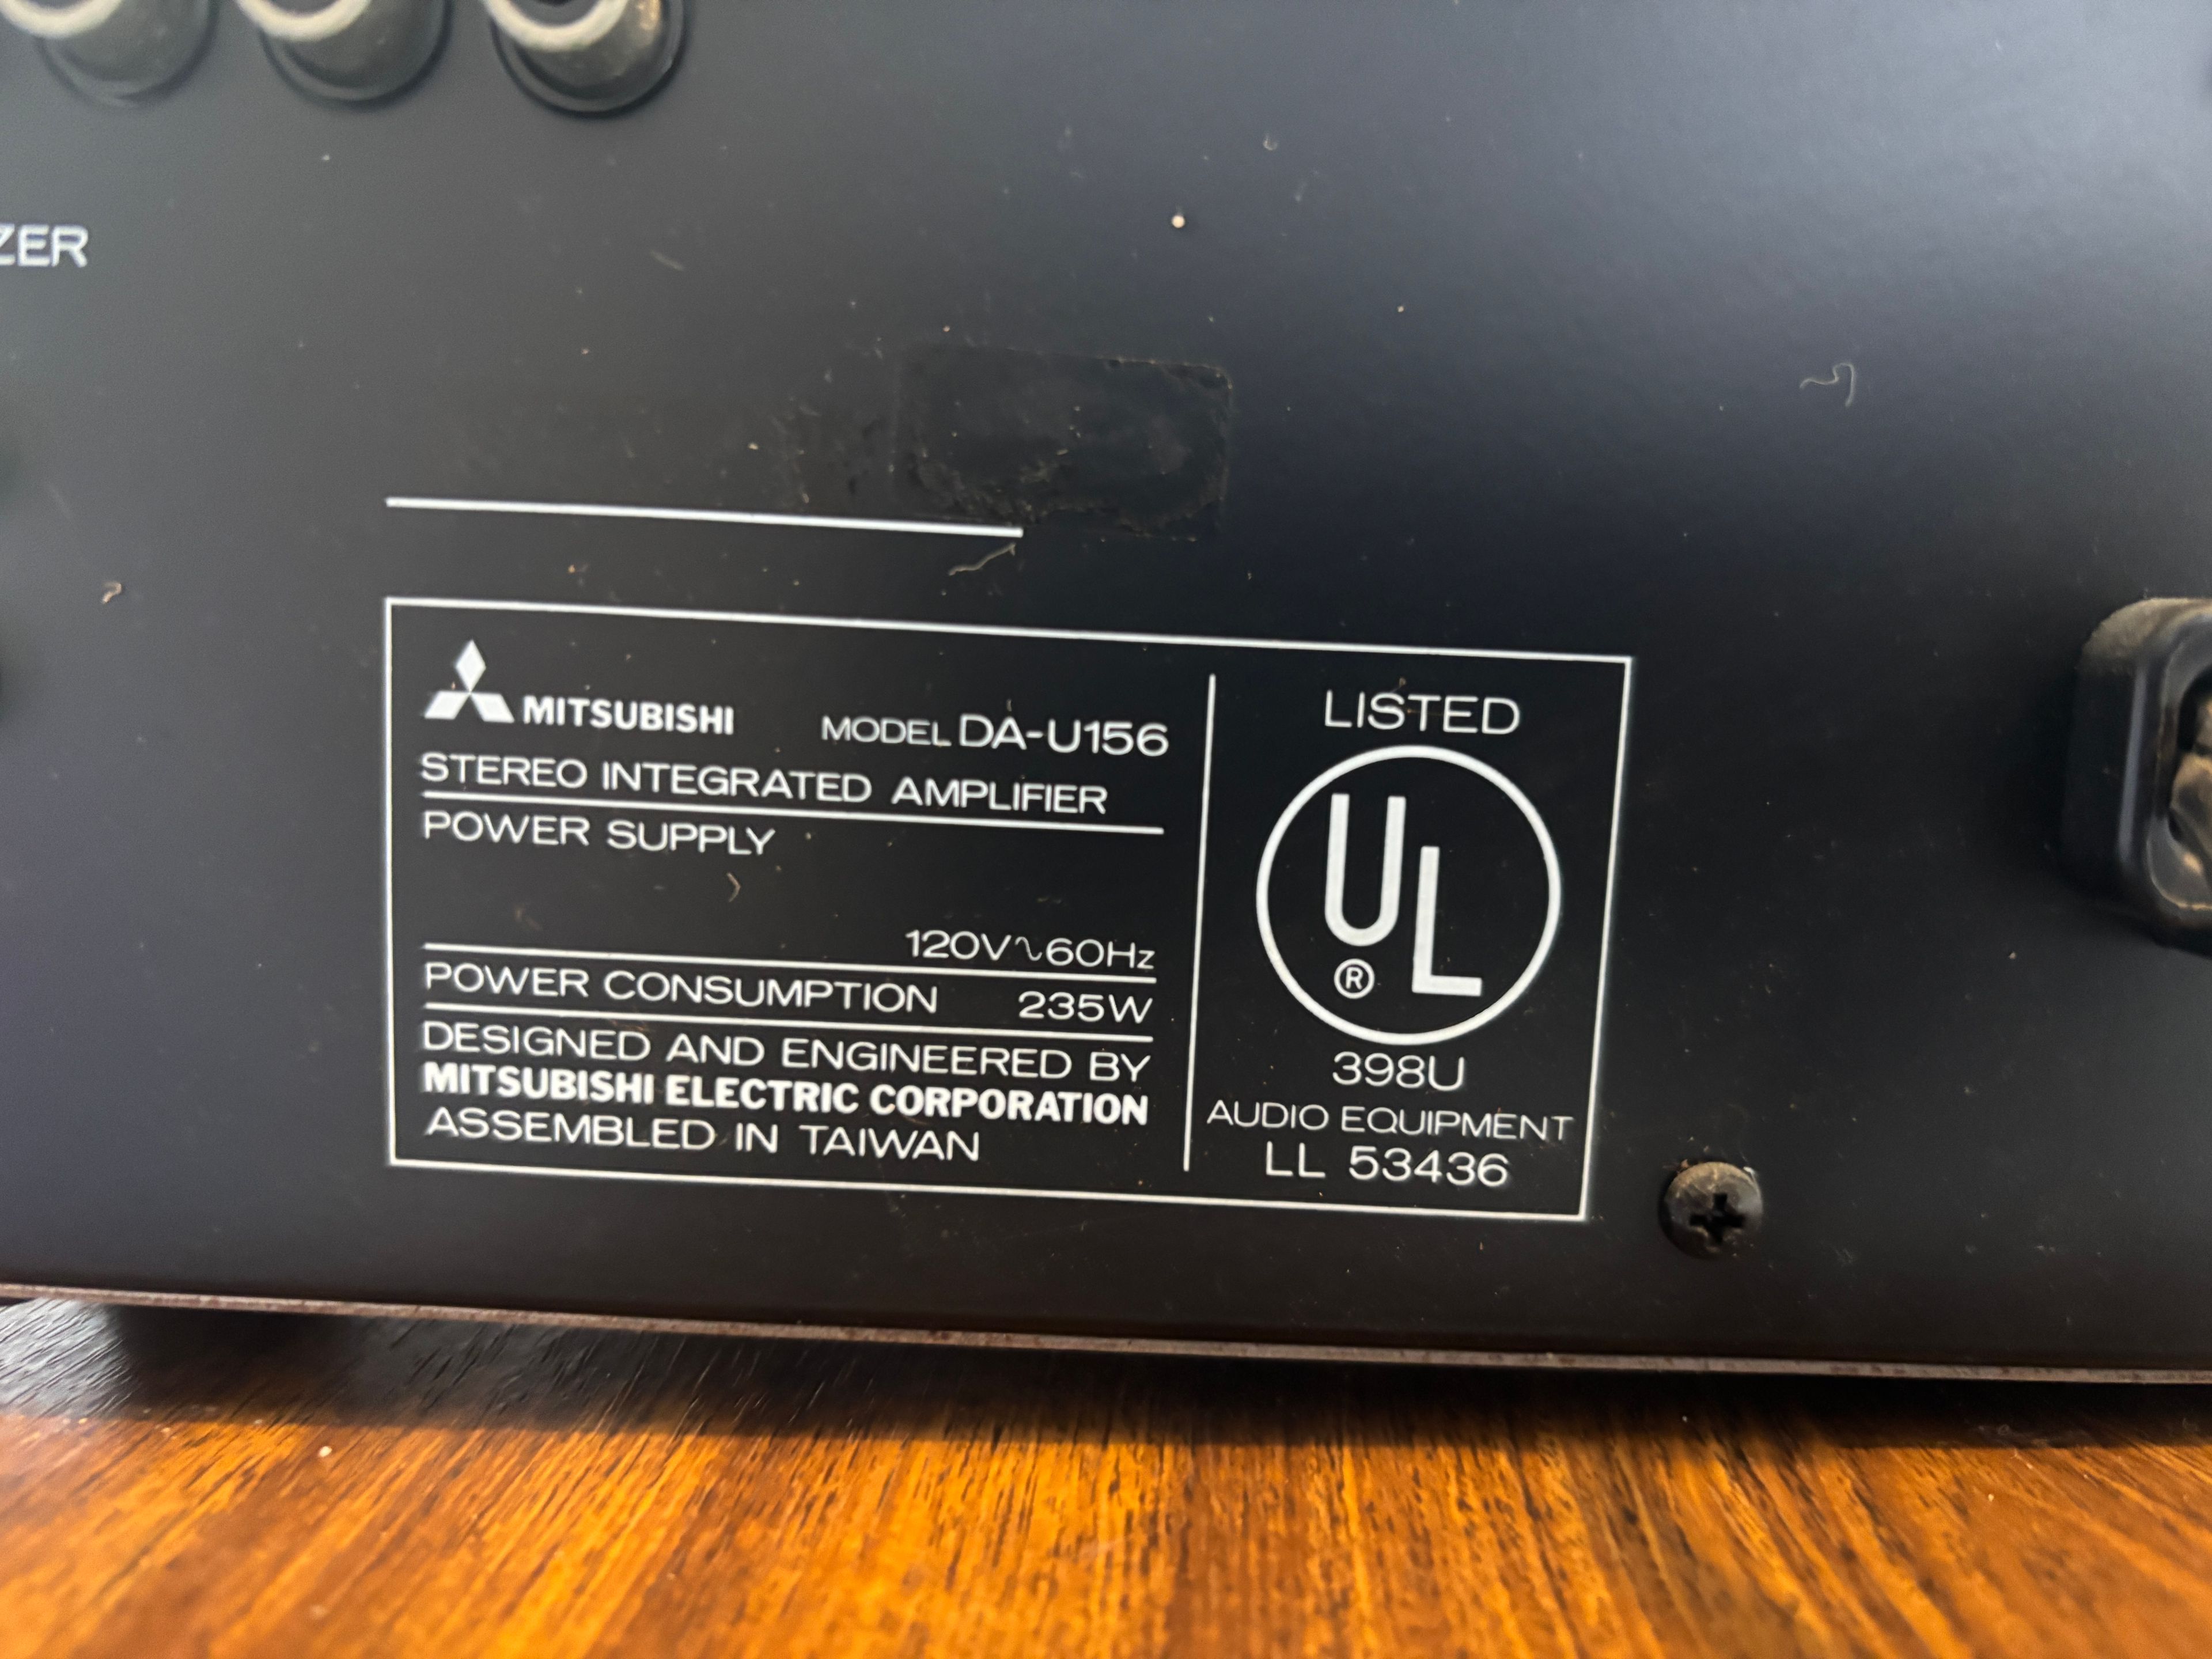 ZER
MITSUBISHI MODEL DA-U156
STEREO INTEGRATED AMPLIFIER
POWER SUPPLY
120V∿60Hz
POWER CONSUMPTION 235W
DESIGNED AND ENGINEERED BY
MITSUBISHI ELECTRIC CORPORATION
ASSEMBLED IN TAIWAN
LISTED
UL
®
398U
AUDIO EQUIPMENT
LL 53436